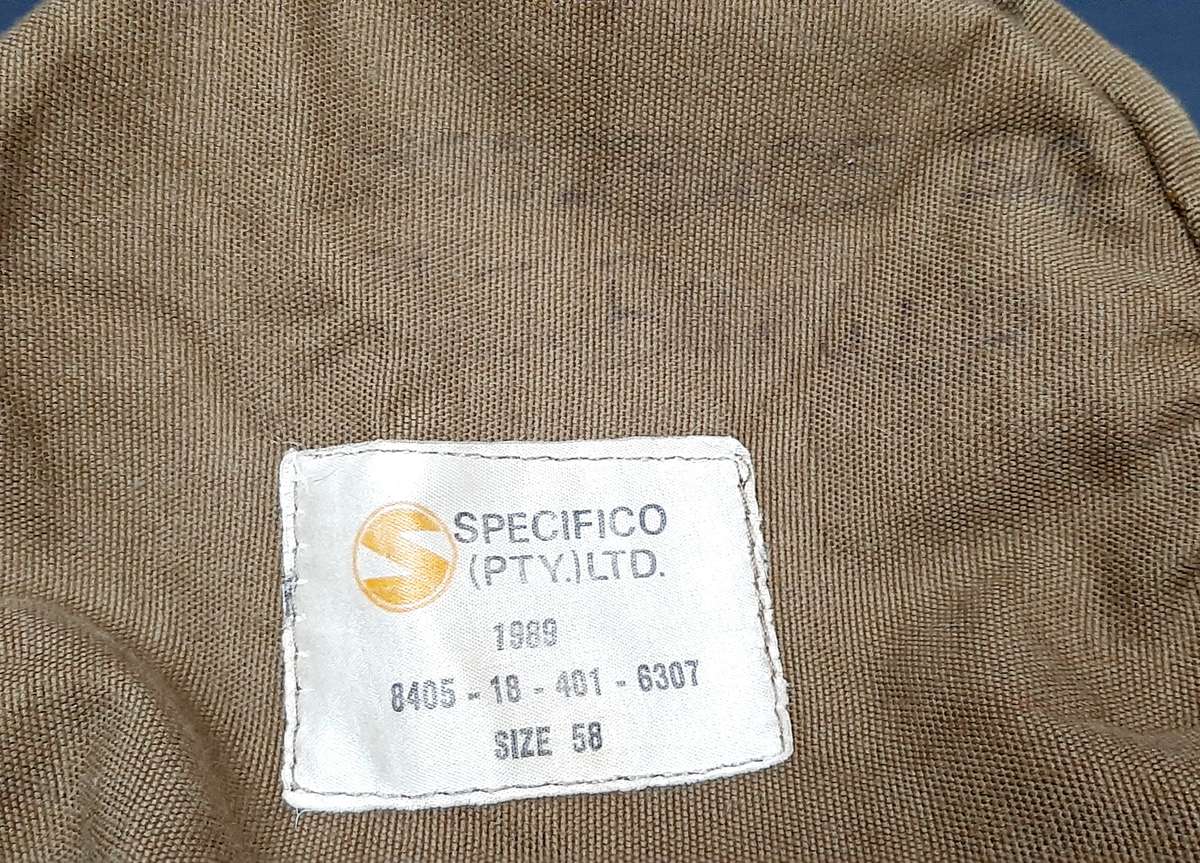 SPECIFICO
(PTY.)LTD.
1989
8405 - 18 - 401 - 6307
SIZE 58